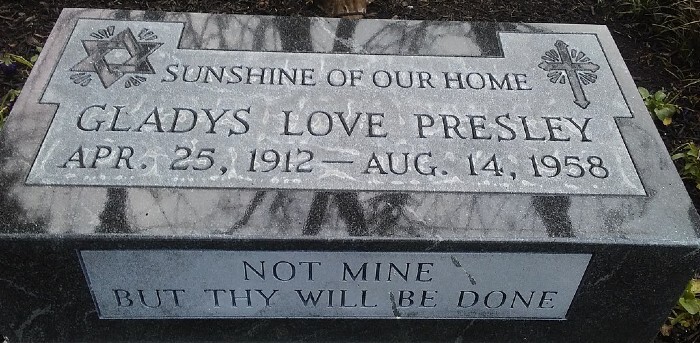 SUNSHINE OF OUR HOME
GLADYS LOVE PRESLEY
APR. 25, 1912 — AUG. 14, 1958
NOT MINE
BUT THY WILL BE DONE